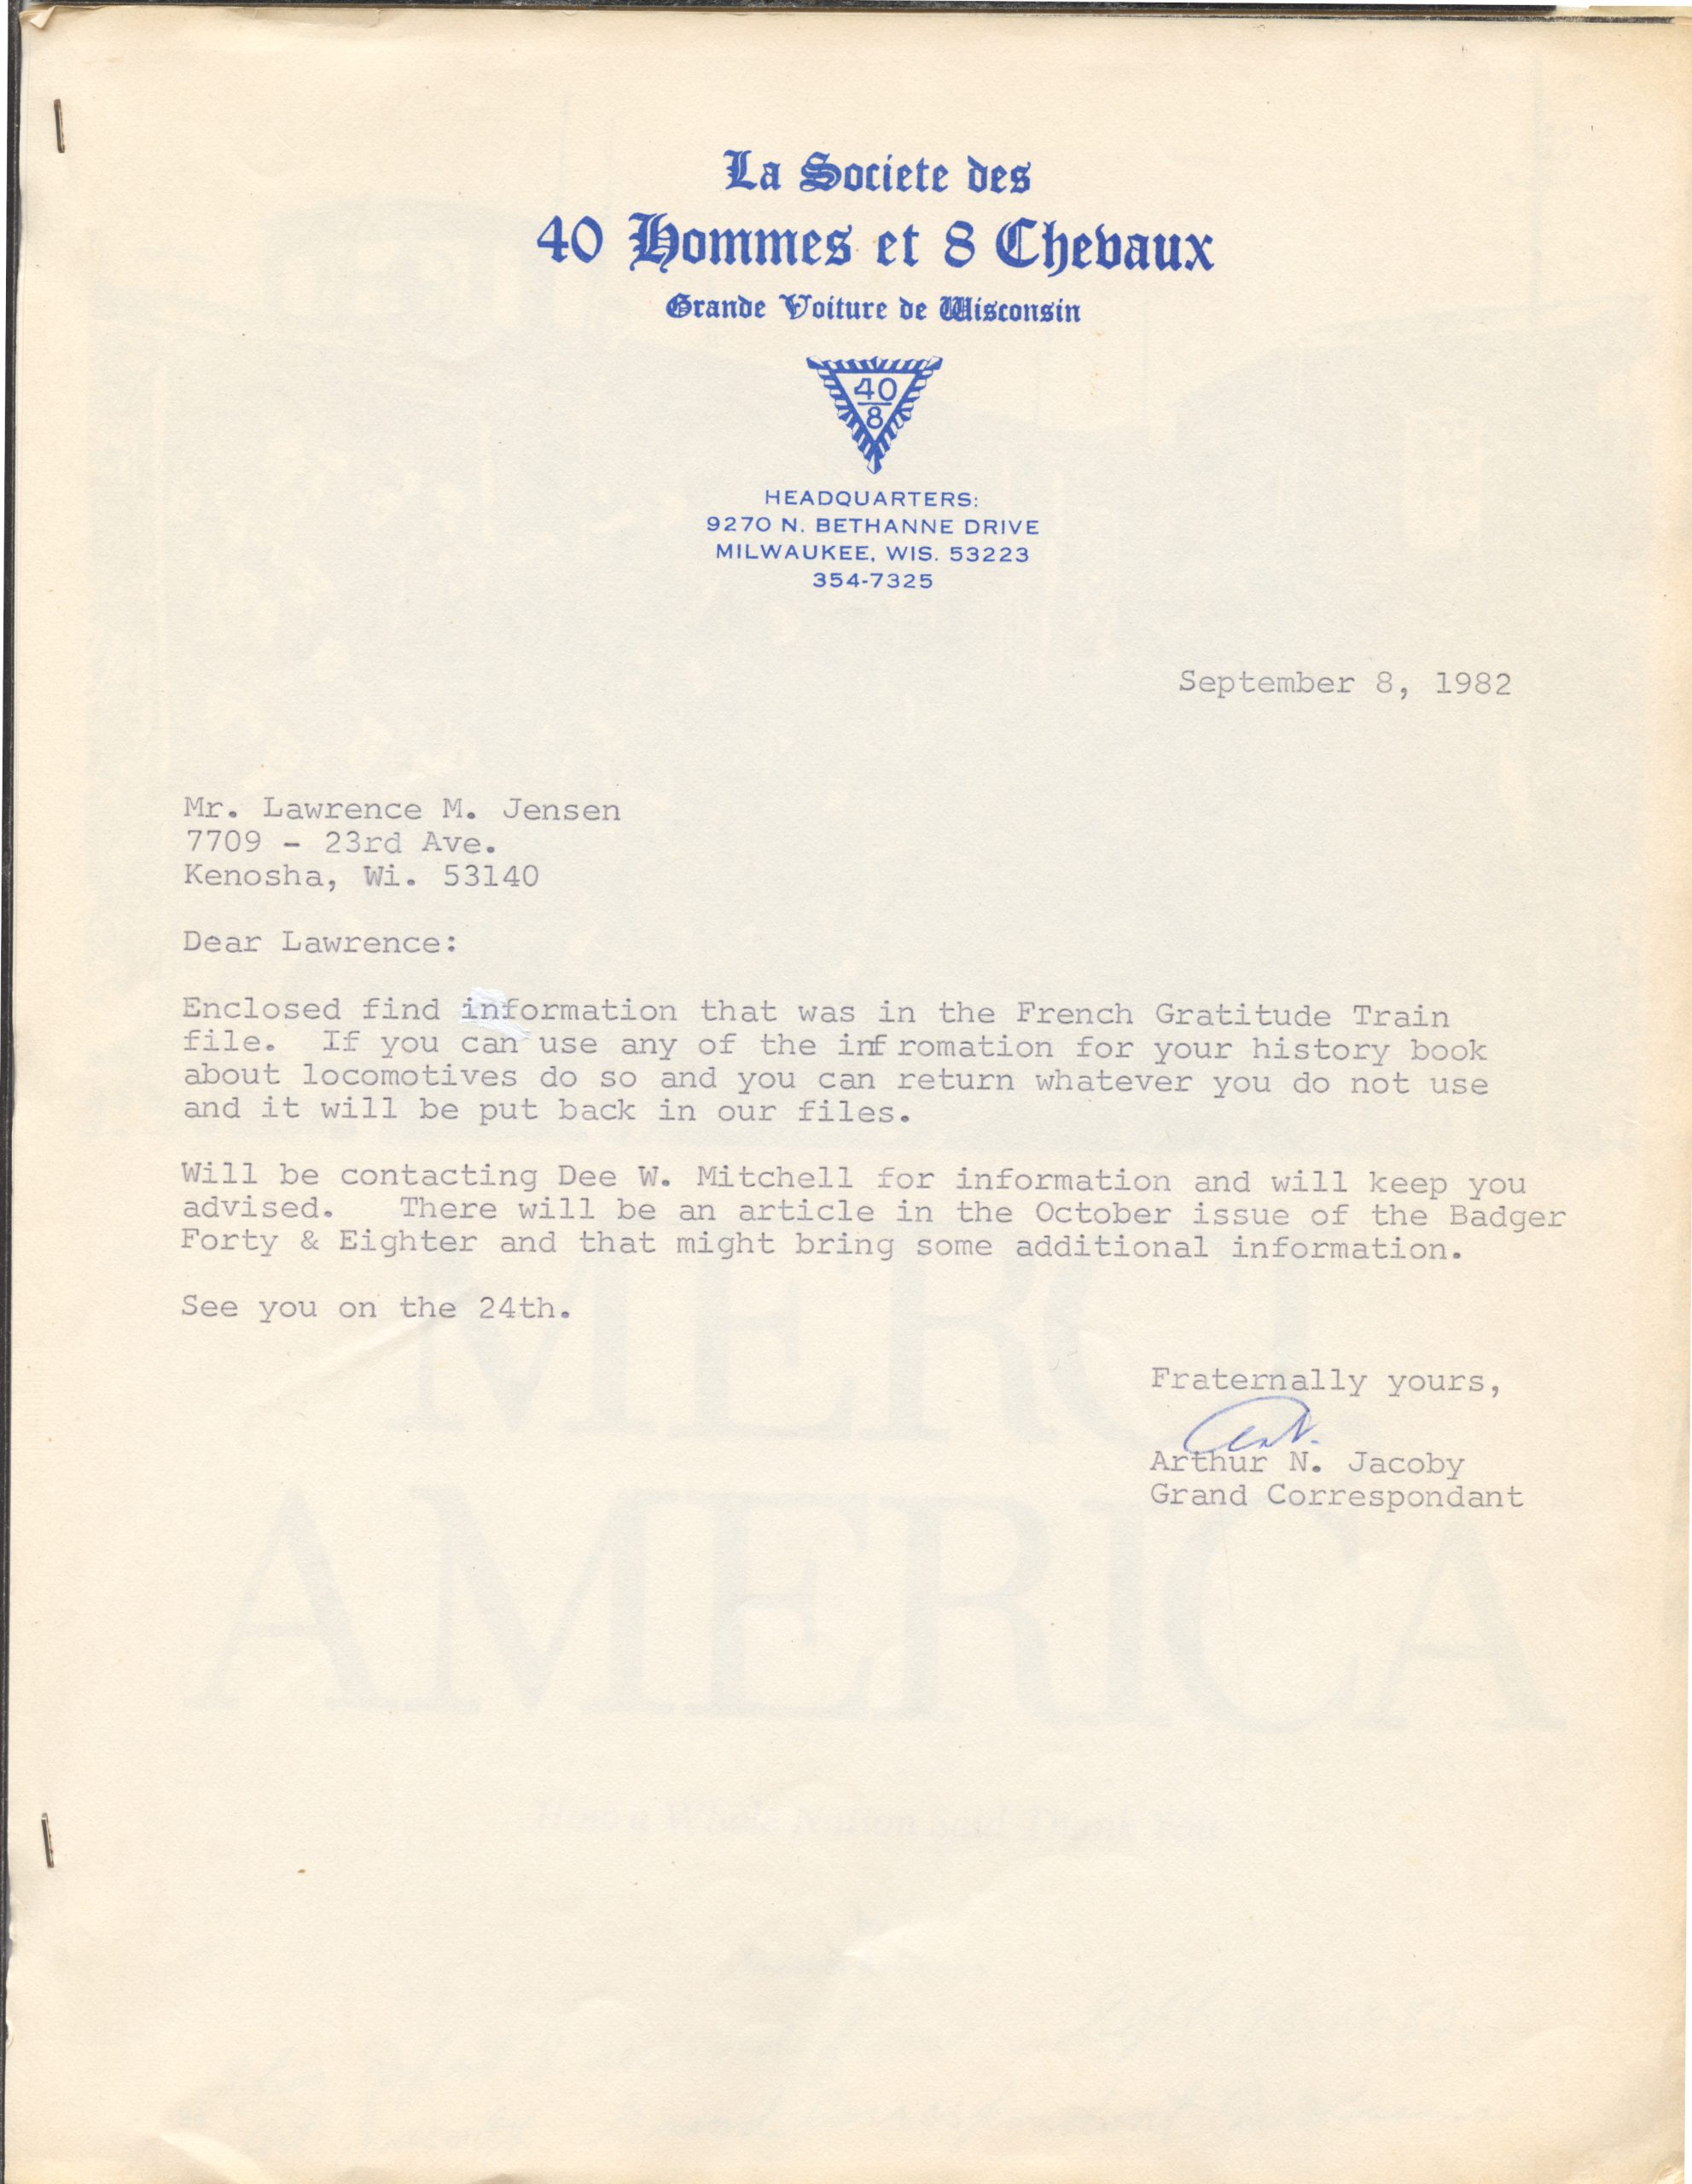 La Societe des
40 Hommes et 8 Chevaux
Grande Voiture de Wisconsin
40
8
HEADQUARTERS:
9270 N. BETHANNE DRIVE
MILWAUKEE, WIS. 53223
354-7325
September 8, 1982
Mr. Lawrence M. Jensen
7709 - 23rd Ave.
Kenosha, Wi. 53140
Dear Lawrence:
Enclosed find information that was in the French Gratitude Train
file. If you can use any of the inf romation for your history book
about locomotives do so and you can return whatever you do not use
and it will be put back in our files.
Will be contacting Dee W. Mitchell for information and will keep you
advised. There will be an article in the October issue of the Badger
Forty & Eighter and that might bring some additional information.
See you on the 24th.
Fraternally yours,
Art.
Arthur N. Jacoby
Grand Correspondant
MERCI
AMERICA